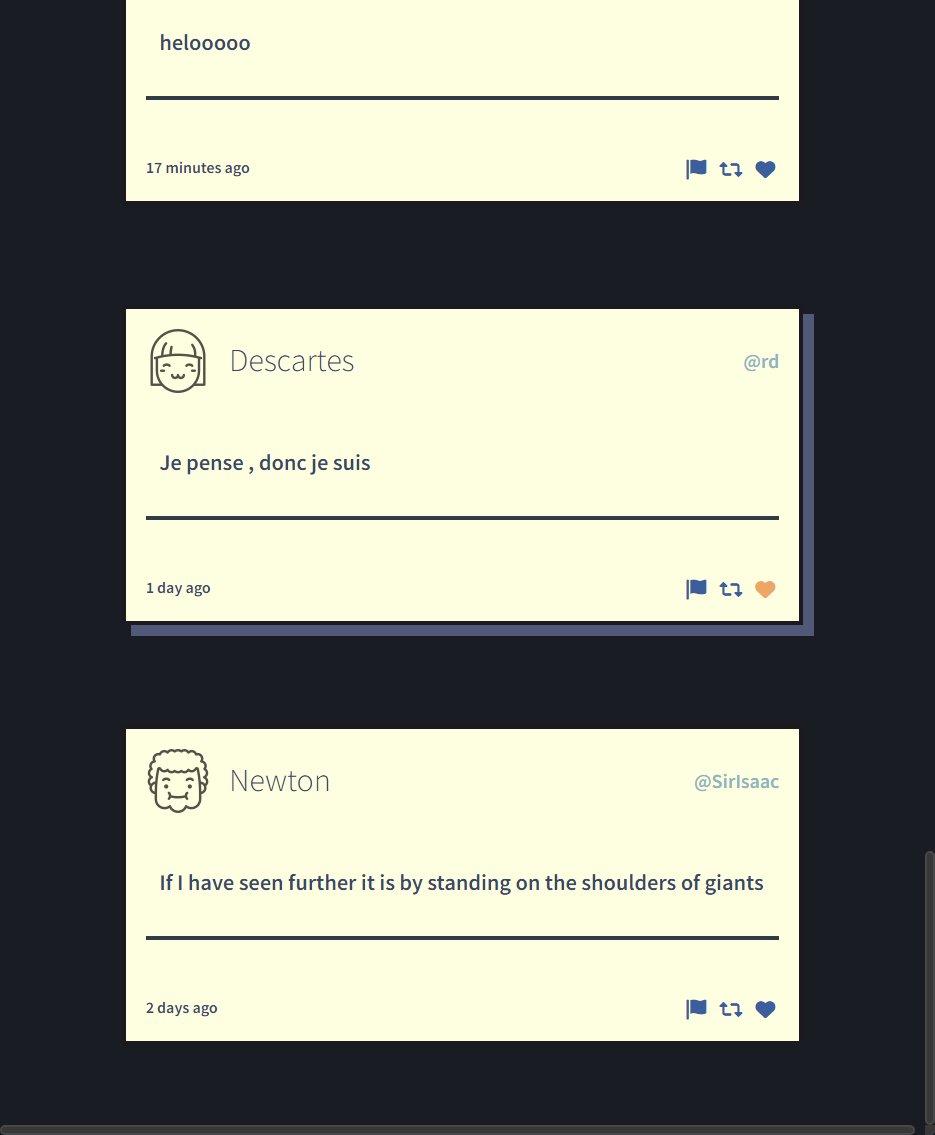 helooooo
17 minutes ago
Descartes @rd
Je pense , donc je suis
1 day ago
Newton @SirIsaac
If I have seen further it is by standing on the shoulders of giants
2 days ago